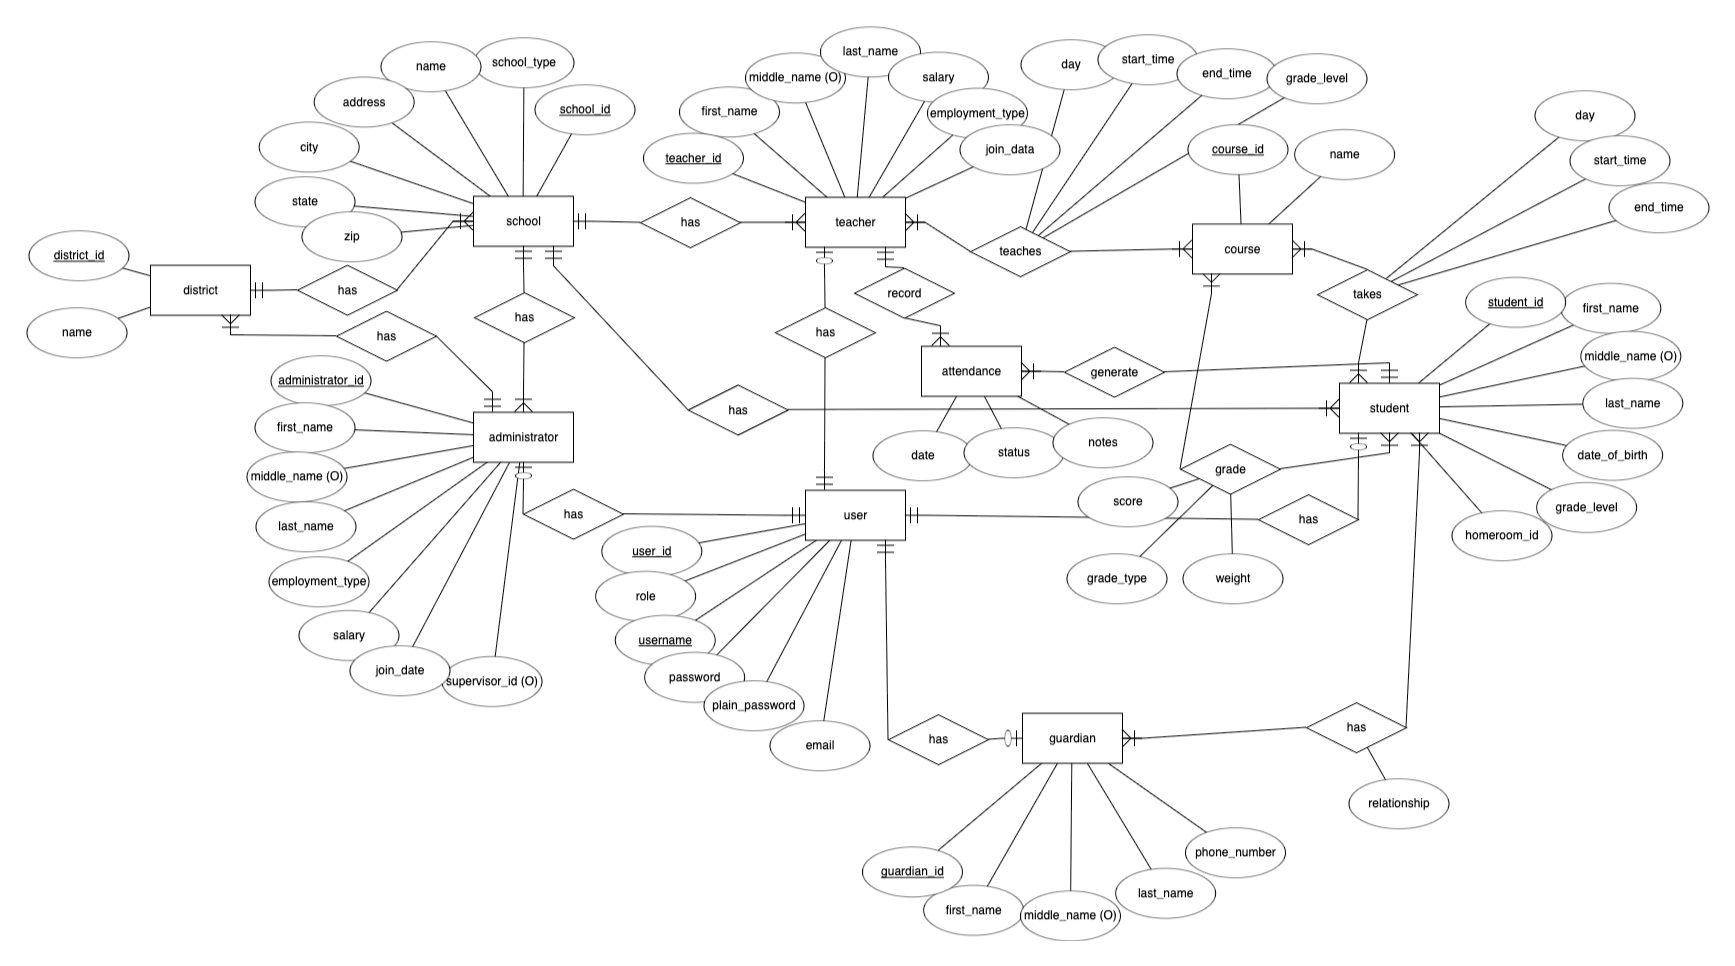 last_name
name
school_type
middle_name (O)
salary
day
start_time
end_time
grade_level
address
school_id
first_name
employment_type
day
city
teacher_id
join_data
course_id
name
start_time
state
zip
school
has
teacher
teaches
course
end_time
district_id
district
has
has
record
takes
student_id
first_name
name
has
has
attendance
generate
middle_name (O)
administrator_id
has
student
last_name
first_name
administrator
date
status
notes
grade
date_of_birth
middle_name (O)
score
grade_level
last_name
has
user
has
homeroom_id
employment_type
user_id
grade_type
weight
role
salary
username
join_date
supervisor_id (O)
password
plain_password
email
has
guardian
has
relationship
guardian_id
phone_number
first_name
middle_name (O)
last_name